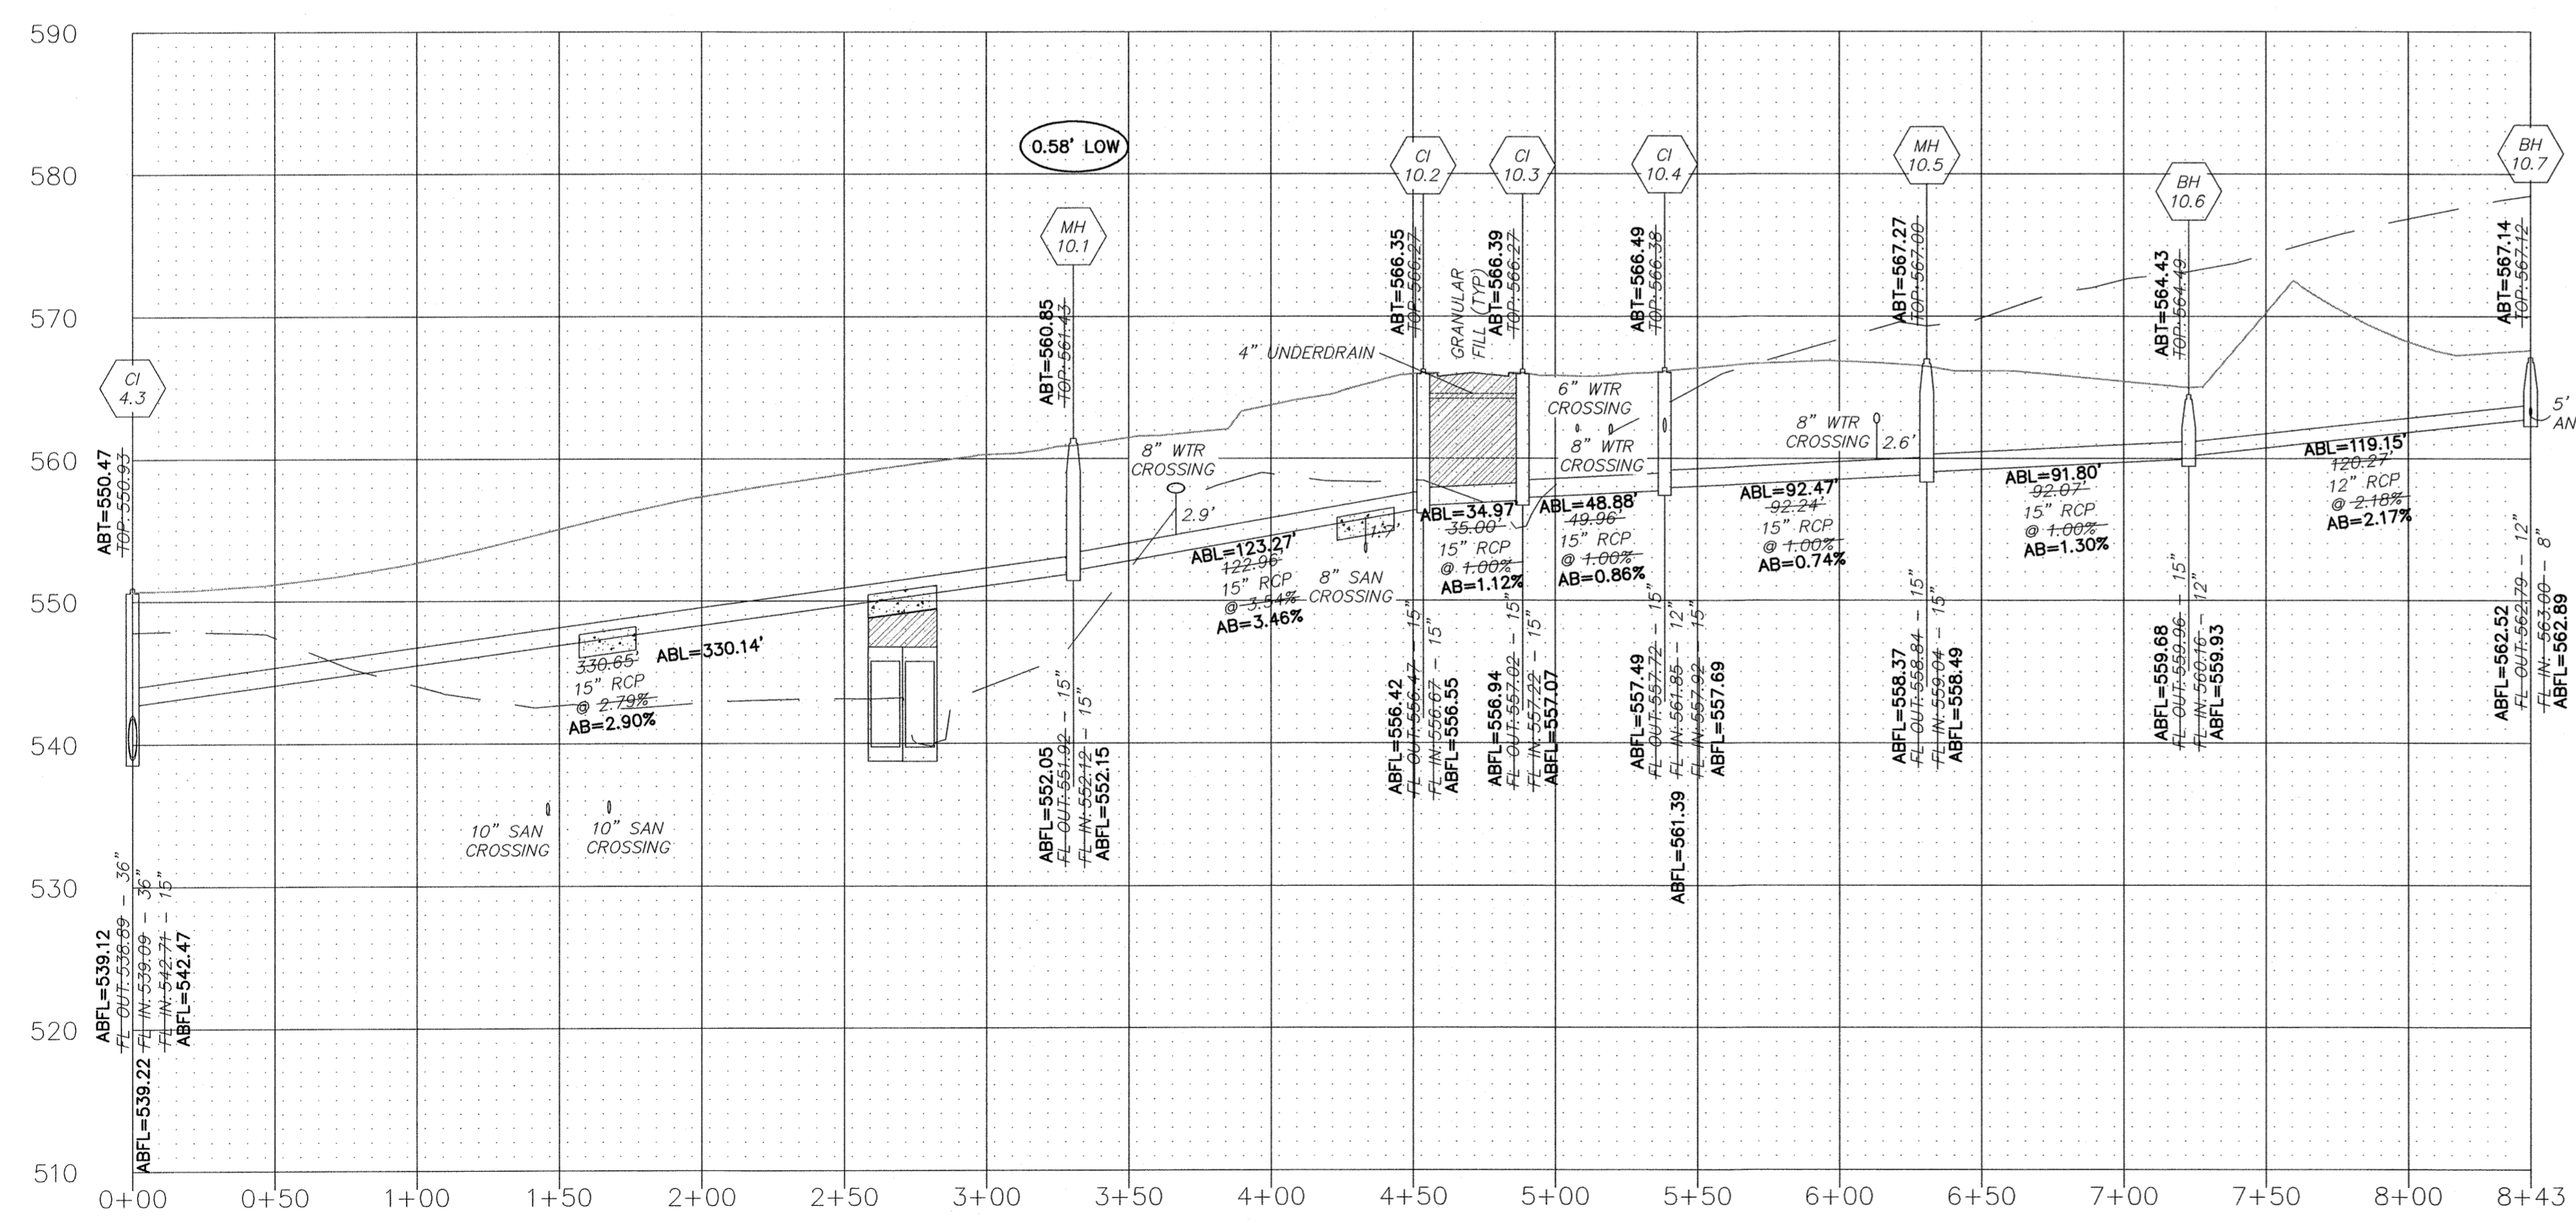 590
580
570
560
550
540
530
520
510
0+00
0+50
1+00
1+50
2+00
2+50
3+00
3+50
4+00
4+50
5+00
5+50
6+00
6+50
7+00
7+50
8+00
8+43
CI
4.3
ABT=550.47
TOP: 550.93
ABFL=539.12
FL OUT: 538.89 - 36"
FL IN: 539.09 - 36"
ABFL=539.22
FL IN: 542.71 - 15"
ABFL=542.47
10" SAN
CROSSING
10" SAN
CROSSING
330.65'
ABL=330.14'
15" RCP
@ 2.79%
AB=2.90%
0.58' LOW
MH
10.1
ABT=560.85
TOP: 561.43
ABFL=552.05
FL OUT: 551.92 - 15"
FL IN: 552.12 - 15"
ABFL=552.15
8" WTR
CROSSING
2.9'
ABL=123.27'
122.96'
15" RCP
@ 3.54%
AB=3.46%
8" SAN
CROSSING
1.7'
4" UNDERDRAIN
CI
10.2
ABT=566.35
TOP: 566.27
GRANULAR
FILL (TYP)
ABFL=556.42
FL OUT: 556.47 - 15"
FL IN: 556.67 - 15"
ABFL=556.55
ABL=34.97'
35.00'
15" RCP
@ 1.00%
AB=1.12%
CI
10.3
ABT=566.39
TOP: 566.27
ABFL=556.94
FL OUT: 557.02 - 15"
FL IN: 557.22 - 15"
ABFL=557.07
6" WTR
CROSSING
8" WTR
CROSSING
ABL=48.88'
49.96'
15" RCP
@ 1.00%
AB=0.86%
CI
10.4
ABT=566.49
TOP: 566.38
ABFL=557.49
FL OUT: 557.72 - 15"
FL IN: 561.85 - 12"
ABFL=561.39
FL IN: 557.92 - 15"
ABFL=557.69
8" WTR
CROSSING
2.6'
ABL=92.47'
92.24'
15" RCP
@ 1.00%
AB=0.74%
MH
10.5
ABT=567.27
TOP: 567.00
ABFL=558.37
FL OUT: 558.84 - 15"
FL IN: 559.04 - 15"
ABFL=558.49
ABL=91.80'
92.07'
15" RCP
@ 1.00%
AB=1.30%
BH
10.6
ABT=564.43
TOP: 564.49
ABFL=559.68
FL OUT: 559.96 - 15"
FL IN: 560.16 - 12"
ABFL=559.93
ABL=119.15'
120.27'
12" RCP
@ 2.18%
AB=2.17%
BH
10.7
ABT=567.14
TOP: 567.12
5'
AN
ABFL=562.52
FL OUT: 562.79 - 12"
FL IN: 563.00 - 8"
ABFL=562.89